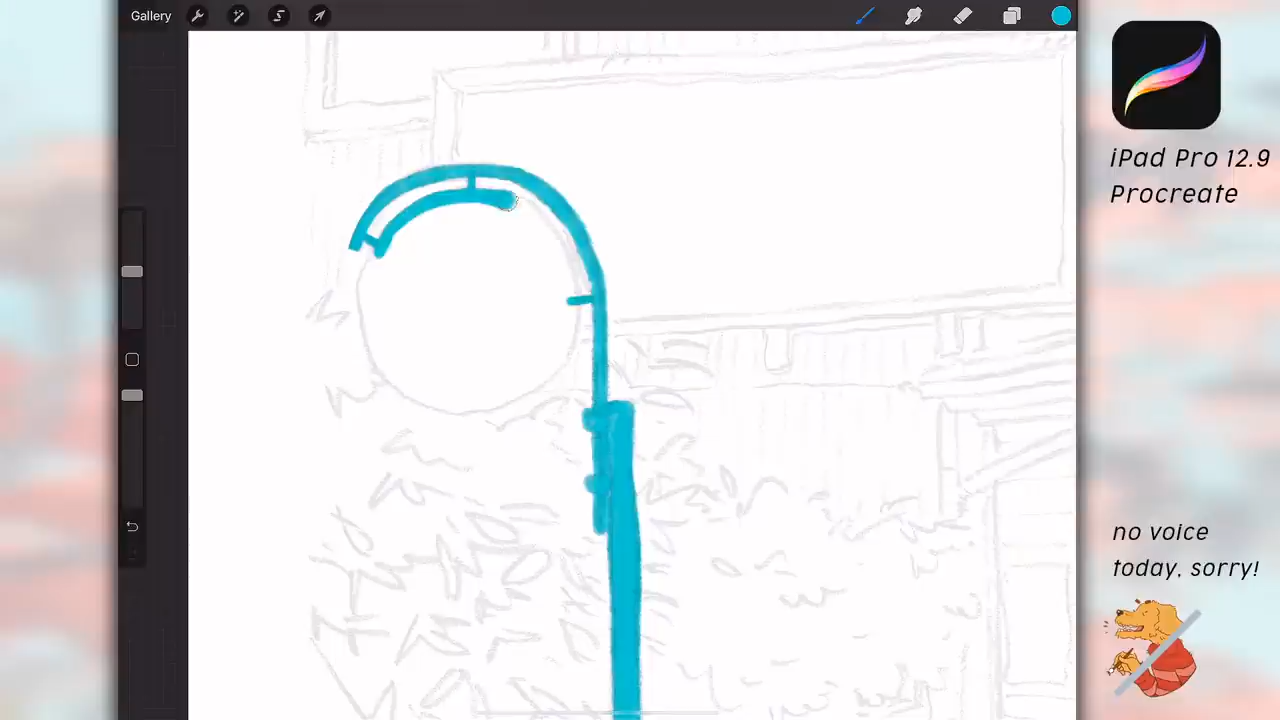 Gallery
iPad Pro 12.9
Procreate
no voice
today, sorry!